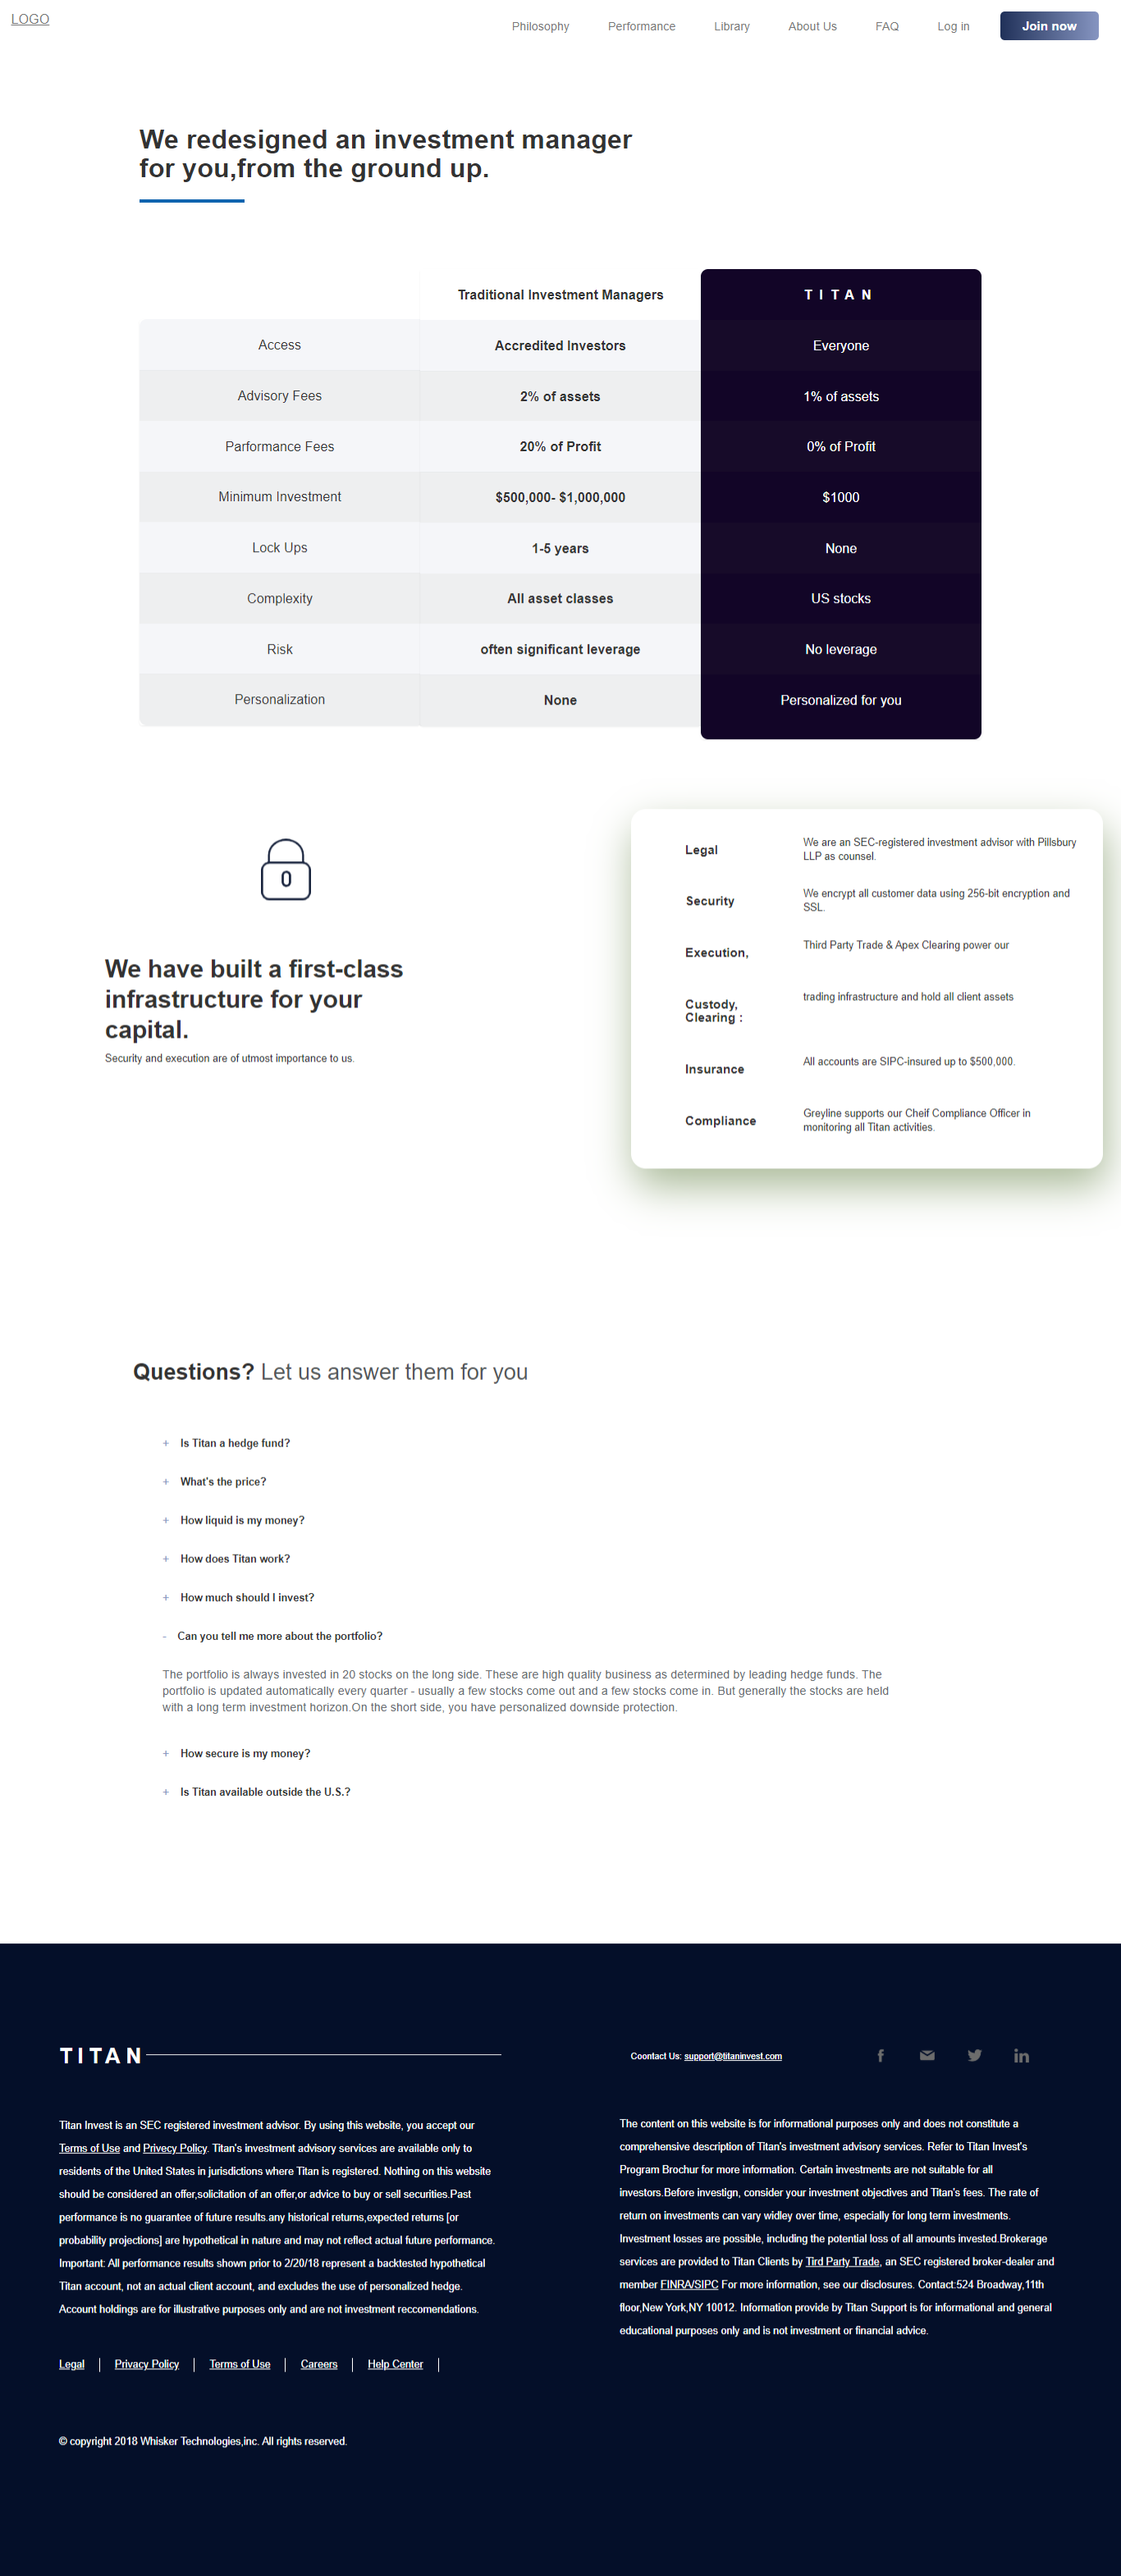 LOGO
Philosophy Performance Library About Us FAQ Log in Join now
We redesigned an investment manager
for you,from the ground up.
Traditional Investment Managers TITAN
Access Accredited Investors Everyone
Advisory Fees 2% of assets 1% of assets
Parformance Fees 20% of Profit 0% of Profit
Minimum Investment $500,000- $1,000,000 $1000
Lock Ups 1-5 years None
Complexity All asset classes US stocks
Risk often significant leverage No leverage
Personalization None Personalized for you
We have built a first-class
infrastructure for your
capital.
Security and execution are of utmost importance to us.
Legal
We are an SEC-registered investment advisor with Pillsbury
LLP as counsel.
Security
We encrypt all customer data using 256-bit encryption and
SSL.
Execution,
Third Party Trade & Apex Clearing power our
Custody,
Clearing :
trading infrastructure and hold all client assets
Insurance
All accounts are SIPC-insured up to $500,000.
Compliance
Greyline supports our Cheif Compliance Officer in
monitoring all Titan activities.
Questions? Let us answer them for you
+ Is Titan a hedge fund?
+ What's the price?
+ How liquid is my money?
+ How does Titan work?
+ How much should I invest?
- Can you tell me more about the portfolio?
The portfolio is always invested in 20 stocks on the long side. These are high quality business as determined by leading hedge funds. The
portfolio is updated automatically every quarter - usually a few stocks come out and a few stocks come in. But generally the stocks are held
with a long term investment horizon.On the short side, you have personalized downside protection.
+ How secure is my money?
+ Is Titan available outside the U.S.?
TITAN
Titan Invest is an SEC registered investment advisor. By using this website, you accept our
Terms of Use and Privecy Policy. Titan's investment advisory services are available only to
residents of the United States in jurisdictions where Titan is registered. Nothing on this website
should be considered an offer,solicitation of an offer,or advice to buy or sell securities.Past
performance is no guarantee of future results.any historical returns,expected returns [or
probability projections] are hypothetical in nature and may not reflect actual future performance.
Important: All performance results shown prior to 2/20/18 represent a backtested hypothetical
Titan account, not an actual client account, and excludes the use of personalized hedge.
Account holdings are for illustrative purposes only and are not investment reccomendations.
Legal Privacy Policy Terms of Use Careers Help Center
© copyright 2018 Whisker Technologies,inc. All rights reserved.
Coontact Us: support@titaninvest.com
The content on this website is for informational purposes only and does not constitute a
comprehensive description of Titan's investment advisory services. Refer to Titan Invest's
Program Brochur for more information. Certain investments are not suitable for all
investors.Before investign, consider your investment objectives and Titan's fees. The rate of
return on investments can vary widley over time, especially for long term investments.
Investment losses are possible, including the potential loss of all amounts invested.Brokerage
services are provided to Titan Clients by Tird Party Trade, an SEC registered broker-dealer and
member FINRA/SIPC For more information, see our disclosures. Contact:524 Broadway,11th
floor,New York,NY 10012. Information provide by Titan Support is for informational and general
educational purposes only and is not investment or financial advice.